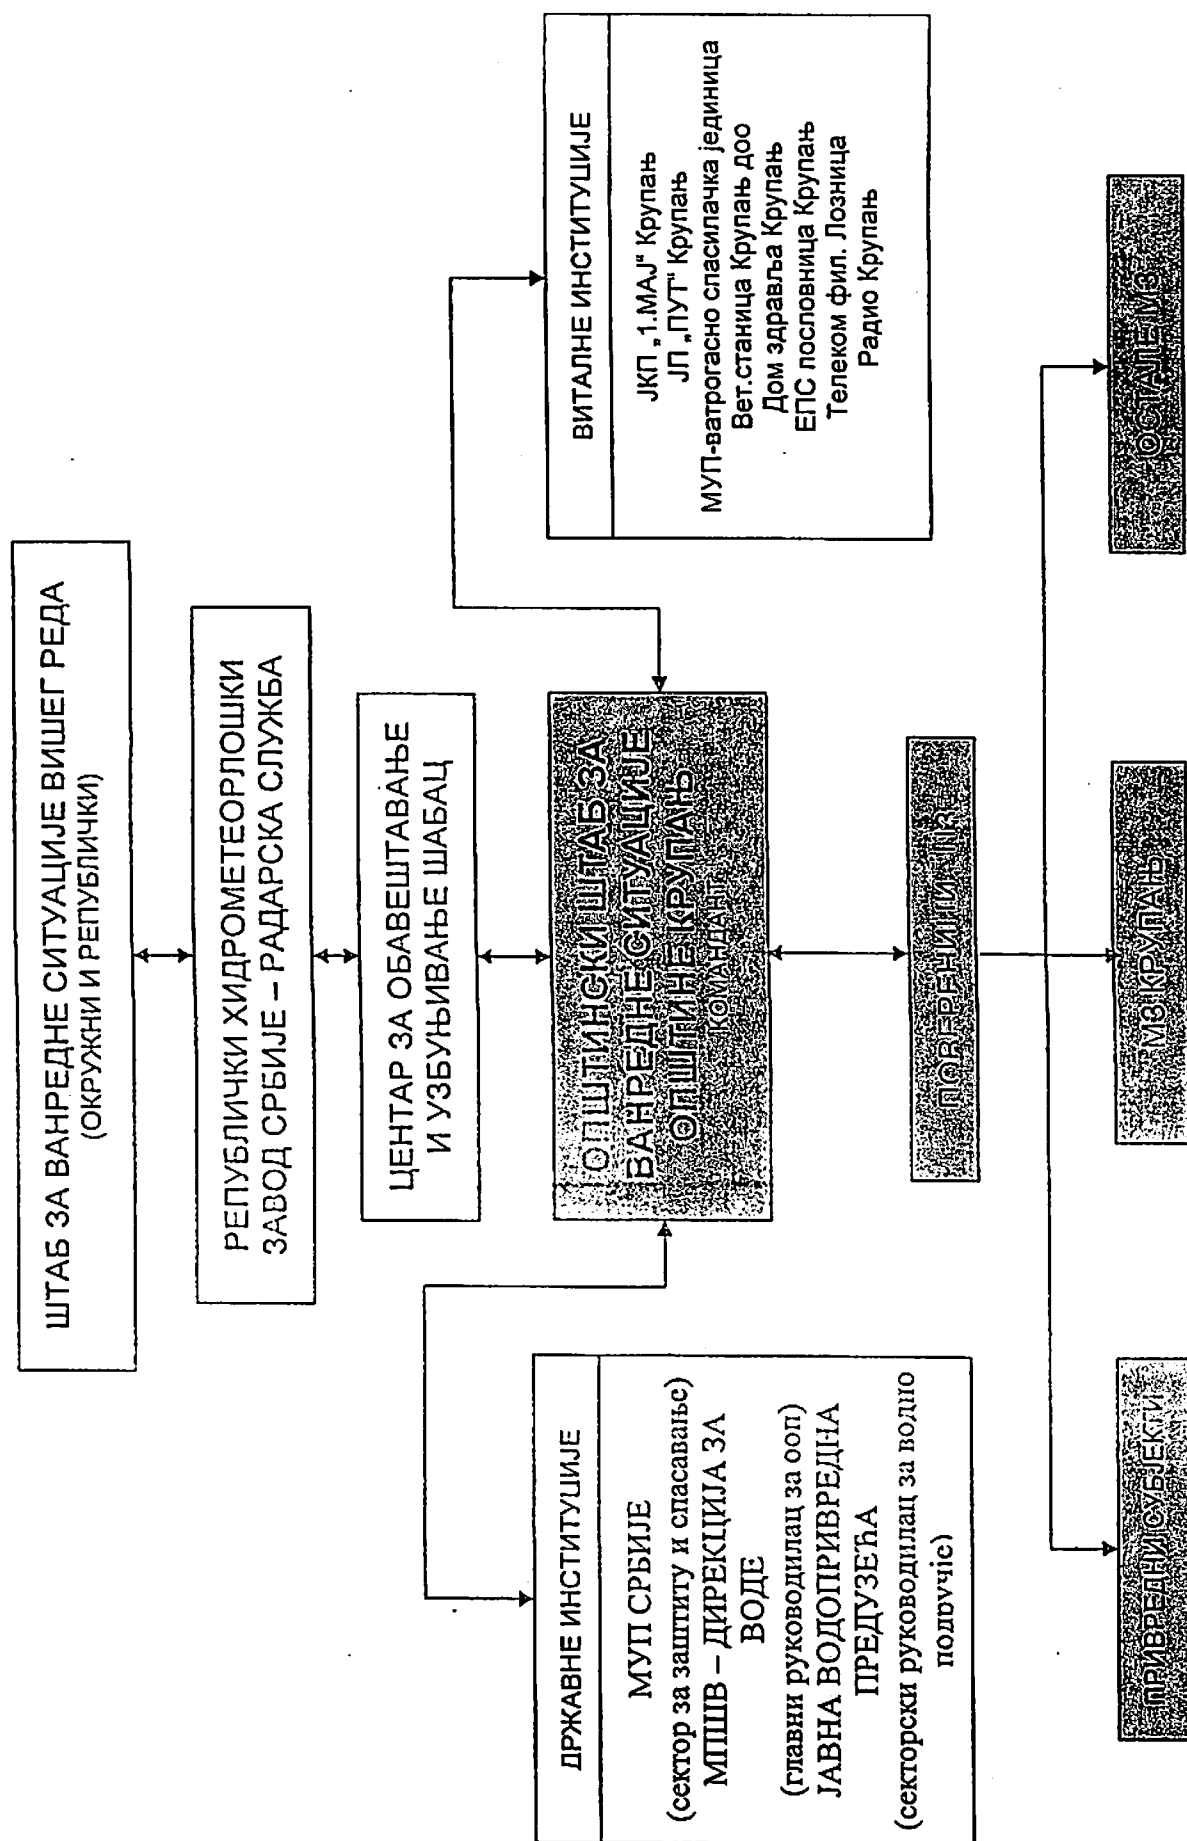 ШТАБ ЗА ВАНРЕДНЕ СИТУАЦИЈЕ ВИШЕГ РЕДА
(ОКРУЖНИ И РЕПУБЛИЧКИ)
РЕПУБЛИЧКИ ХИДРОМЕТЕОРЛОШКИ
ЗАВОД СРБИЈЕ – РАДАРСКА СЛУЖБА
ЦЕНТАР ЗА ОБАВЕШТАВАЊЕ
И УЗБУЊИВАЊЕ ШАБАЦ
ДРЖАВНЕ ИНСТИТУЦИЈЕ
МУП СРБИЈЕ
(сектор за заштиту и спасавање)
МПШВ – ДИРЕКЦИЈА ЗА
ВОДЕ
(главни руководилац за ооп)
ЈАВНА ВОДОПРИВРЕДНА
ПРЕДУЗЕЋА
(секторски руководилац за водно
подручје)
ОПШТИНСКИ ШТАБ ЗА
ВАНРЕДНЕ СИТУАЦИЈЕ
ОПШТИНЕ КРУПАЊ
КОМАНДАНТ
ВИТАЛНЕ ИНСТИТУЦИЈЕ
ЈКП „1.МАЈ“ Крупањ
ЈП „ПУТ“ Крупањ
МУП-ватрогасно спасилачка јединица
Вет.станица Крупањ доо
Дом здравља Крупањ
ЕПС пословница Крупањ
Телеком фил. Лозница
Радио Крупањ
ПОВЕРЕНИЦИ ЦЗ
ПРИВРЕДНИ СУБЈЕКТИ
МЗ КРУПАЊ
ОСТАЛЕ МЗ